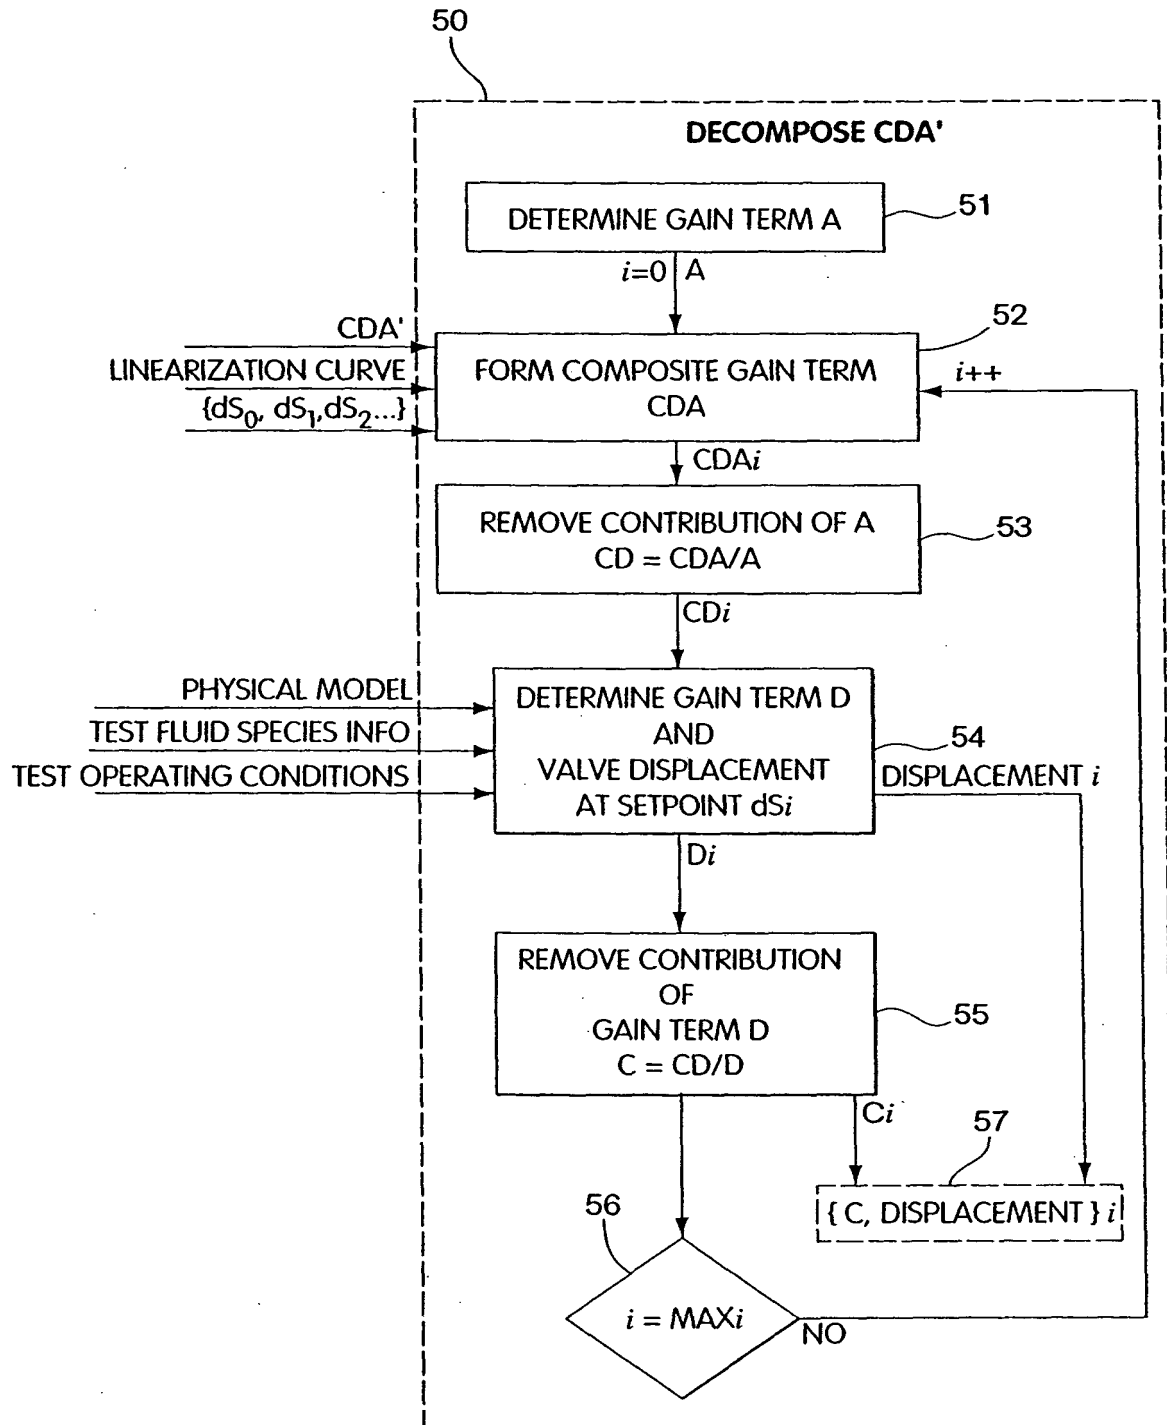 50
DECOMPOSE CDA'
DETERMINE GAIN TERM A
51
i=0 A
CDA'
LINEARIZATION CURVE
{dS0, dS1,dS2...}
FORM COMPOSITE GAIN TERM
CDA
52
i++
CDAi
REMOVE CONTRIBUTION OF A
CD = CDA/A
53
CDi
PHYSICAL MODEL
TEST FLUID SPECIES INFO
TEST OPERATING CONDITIONS
DETERMINE GAIN TERM D
AND
VALVE DISPLACEMENT
AT SETPOINT dSi
54
DISPLACEMENT i
Di
REMOVE CONTRIBUTION
OF
GAIN TERM D
C = CD/D
55
Ci
57
{ C, DISPLACEMENT } i
56
i = MAXi
NO